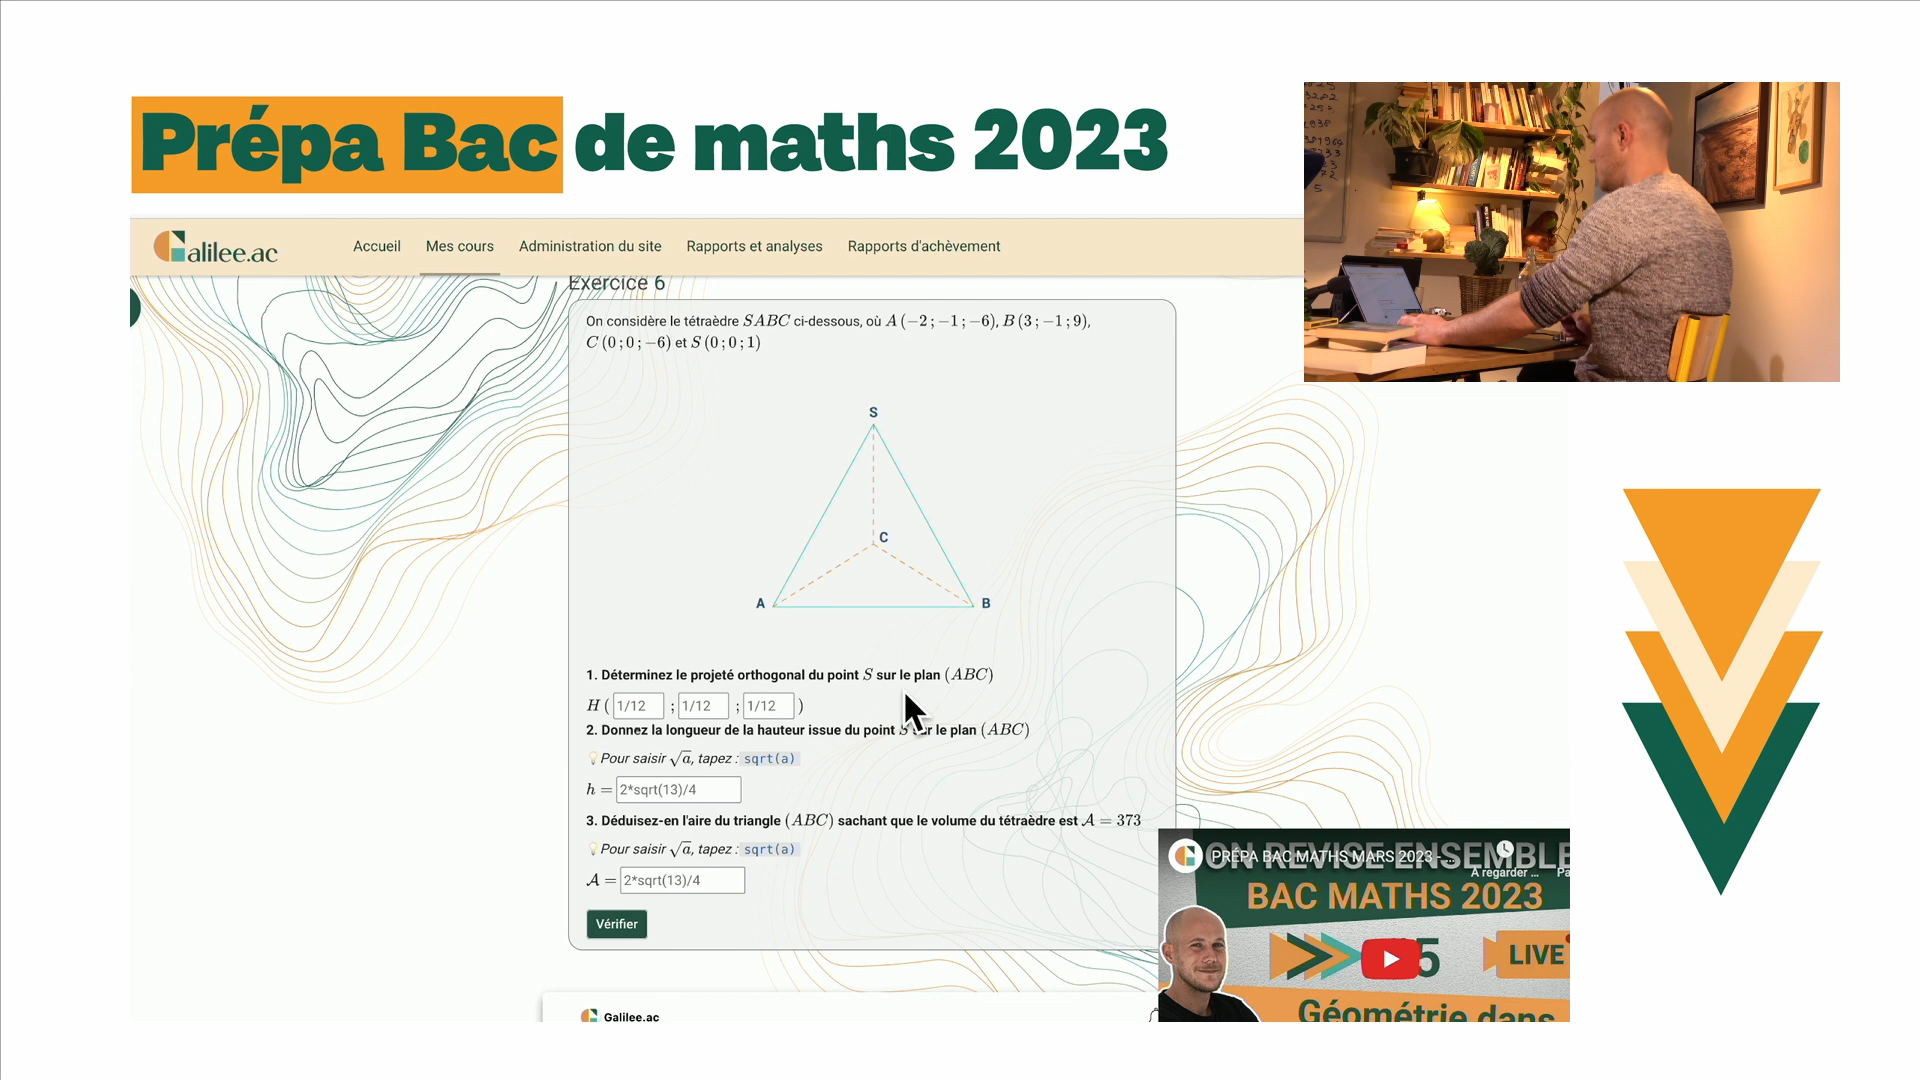 Prépa Bac de maths 2023
Galilee.ac Accueil Mes cours Administration du site Rapports et analyses Rapports d'achèvement
Exercice 6
On considère le tétraèdre SABC ci-dessous, où A (−2 ; −1 ; −6), B (3 ; −1 ; 9),
C (0 ; 0 ; −6) et S (0 ; 0 ; 1)
S
C
A
B
1. Déterminez le projeté orthogonal du point S sur le plan (ABC)
H ( 1/12 ; 1/12 ; 1/12 )
2. Donnez la longueur de la hauteur issue du point S sur le plan (ABC)
Pour saisir √a, tapez : sqrt(a)
h = 2*sqrt(13)/4
3. Déduisez-en l'aire du triangle (ABC) sachant que le volume du tétraèdre est 𝒜 = 373
Pour saisir √a, tapez : sqrt(a)
𝒜 = 2*sqrt(13)/4
Vérifier
Galilee.ac
PRÉPA BAC MATHS MARS 2023 - ...
ON REVISE ENSEMBLE
À regarder ... Pa
BAC MATHS 2023
5
LIVE
Géométrie dans